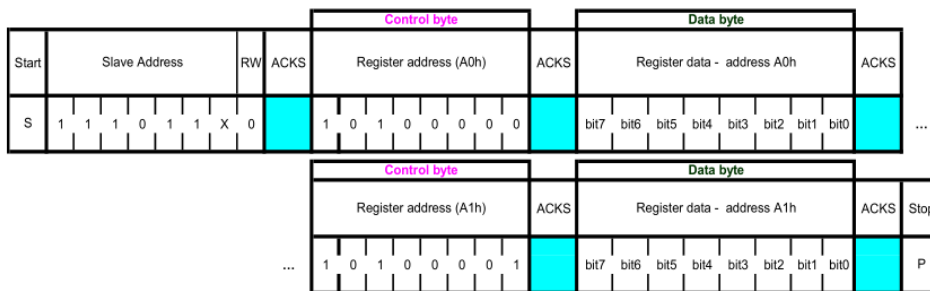 Control byte Data byte
Start Slave Address RW ACKS Register address (A0h) ACKS Register data - address A0h ACKS
S 1 1 1 0 1 1 X 0 1 0 1 0 0 0 0 0 bit7 bit6 bit5 bit4 bit3 bit2 bit1 bit0 ...
Control byte Data byte
Register address (A1h) ACKS Register data - address A1h ACKS Stop
... 1 0 1 0 0 0 0 1 bit7 bit6 bit5 bit4 bit3 bit2 bit1 bit0 P